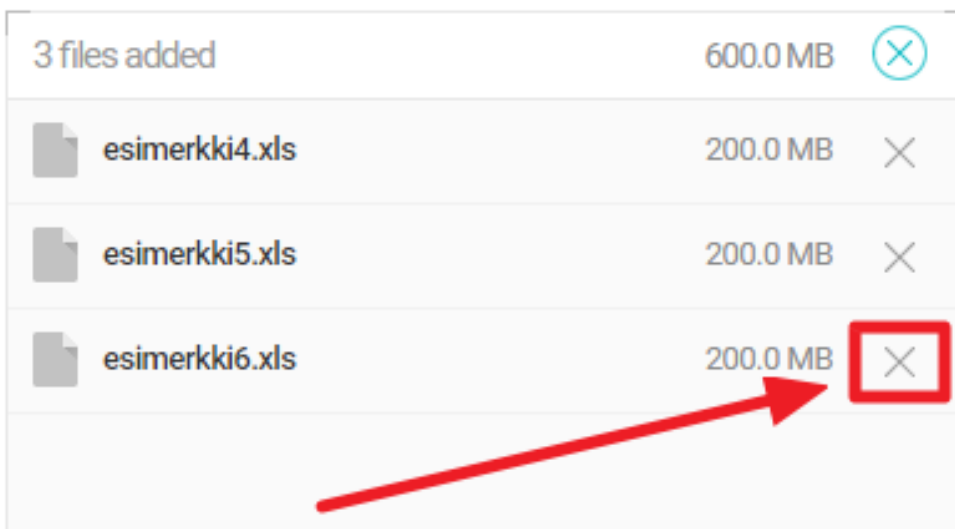 3 files added 600.0 MB
esimerkki4.xls 200.0 MB
esimerkki5.xls 200.0 MB
esimerkki6.xls 200.0 MB